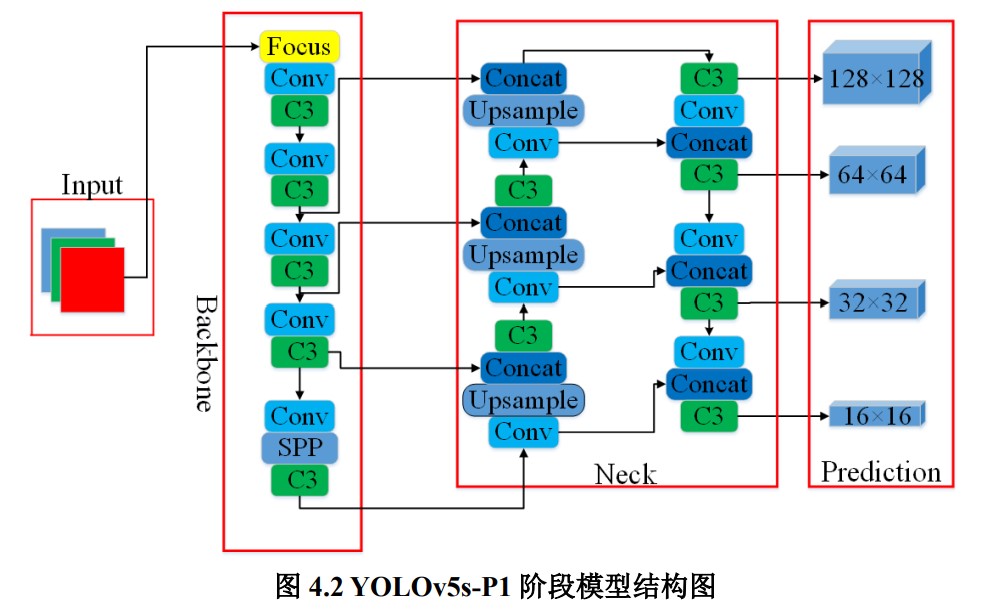 Input
Backbone
Focus
Conv
C3
Conv
C3
Conv
C3
Conv
C3
Conv
SPP
C3
Concat
Upsample
Conv
C3
Concat
Upsample
Conv
C3
Concat
Upsample
Conv
C3
Conv
Concat
C3
Conv
Concat
C3
Conv
Concat
C3
Neck
128×128
64×64
32×32
16×16
Prediction
图 4.2 YOLOv5s-P1 阶段模型结构图